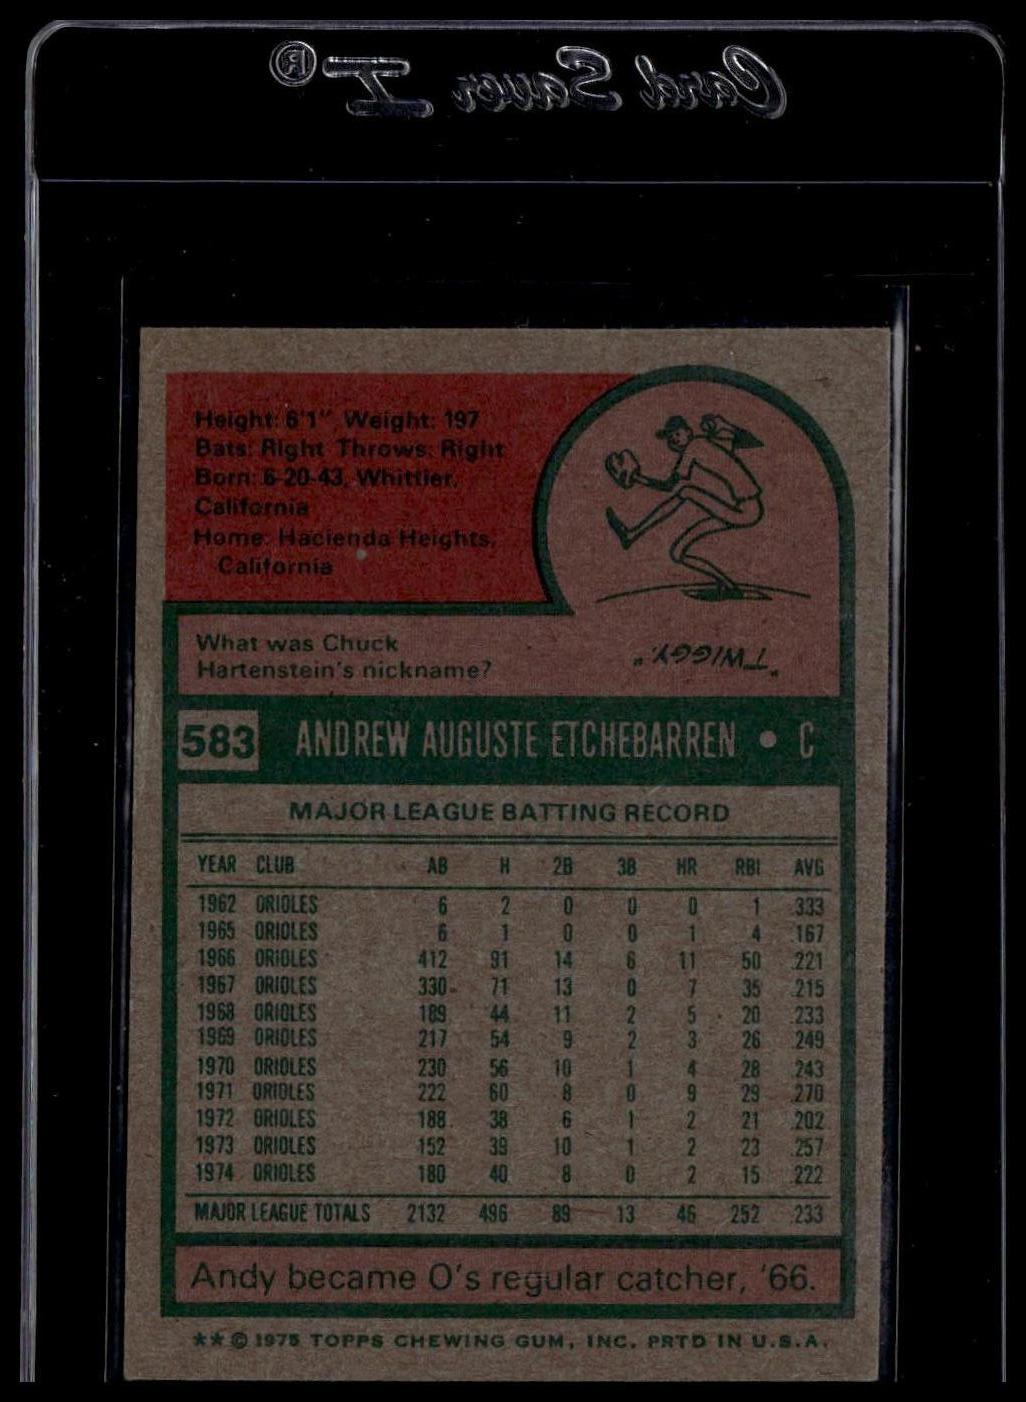 Card Saver I®
Height: 6'1" Weight: 197
Bats: Right Throws: Right
Born: 6-20-43, Whittier,
California
Home: Hacienda Heights,
California
What was Chuck
Hartenstein's nickname?
"TWIGGY."
583 ANDREW AUGUSTE ETCHEBARREN • C
MAJOR LEAGUE BATTING RECORD
YEAR CLUB AB H 2B 3B HR RBI AVG
1962 ORIOLES 6 2 0 0 0 1 .333
1965 ORIOLES 6 1 0 0 1 4 .167
1966 ORIOLES 412 91 14 6 11 50 .221
1967 ORIOLES 330 71 13 0 7 35 .215
1968 ORIOLES 189 44 11 2 5 20 .233
1969 ORIOLES 217 54 9 2 3 26 .249
1970 ORIOLES 230 56 10 1 4 28 .243
1971 ORIOLES 222 60 8 0 9 29 .270
1972 ORIOLES 188 38 6 1 2 21 .202
1973 ORIOLES 152 39 10 1 2 23 .257
1974 ORIOLES 180 40 8 0 2 15 .222
MAJOR LEAGUE TOTALS 2132 496 89 13 46 252 .233
Andy became O's regular catcher, '66.
★★© 1975 TOPPS CHEWING GUM, INC. PRTD IN U.S.A.